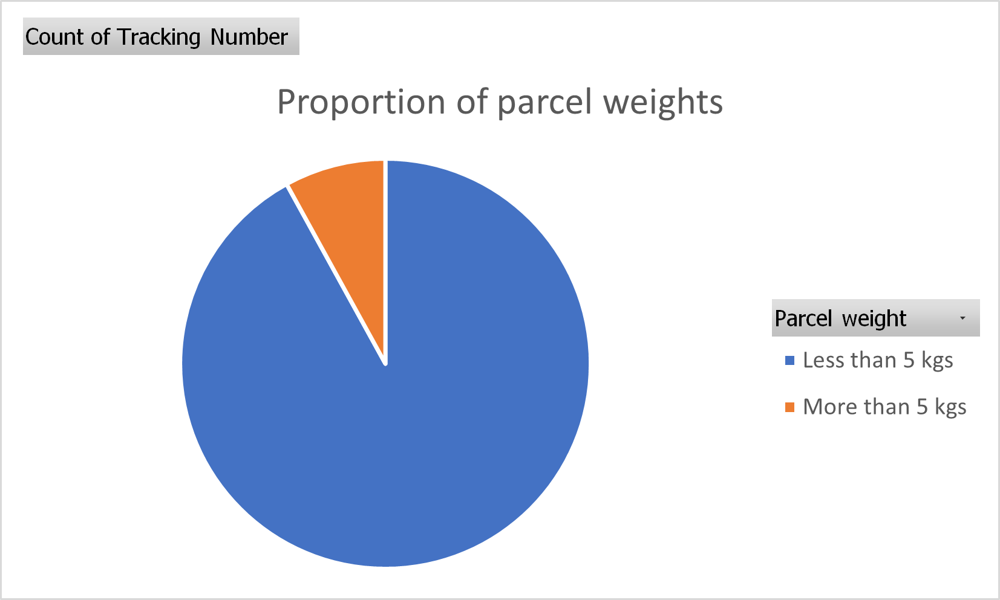 Count of Tracking Number
Proportion of parcel weights
Parcel weight
Less than 5 kgs
More than 5 kgs